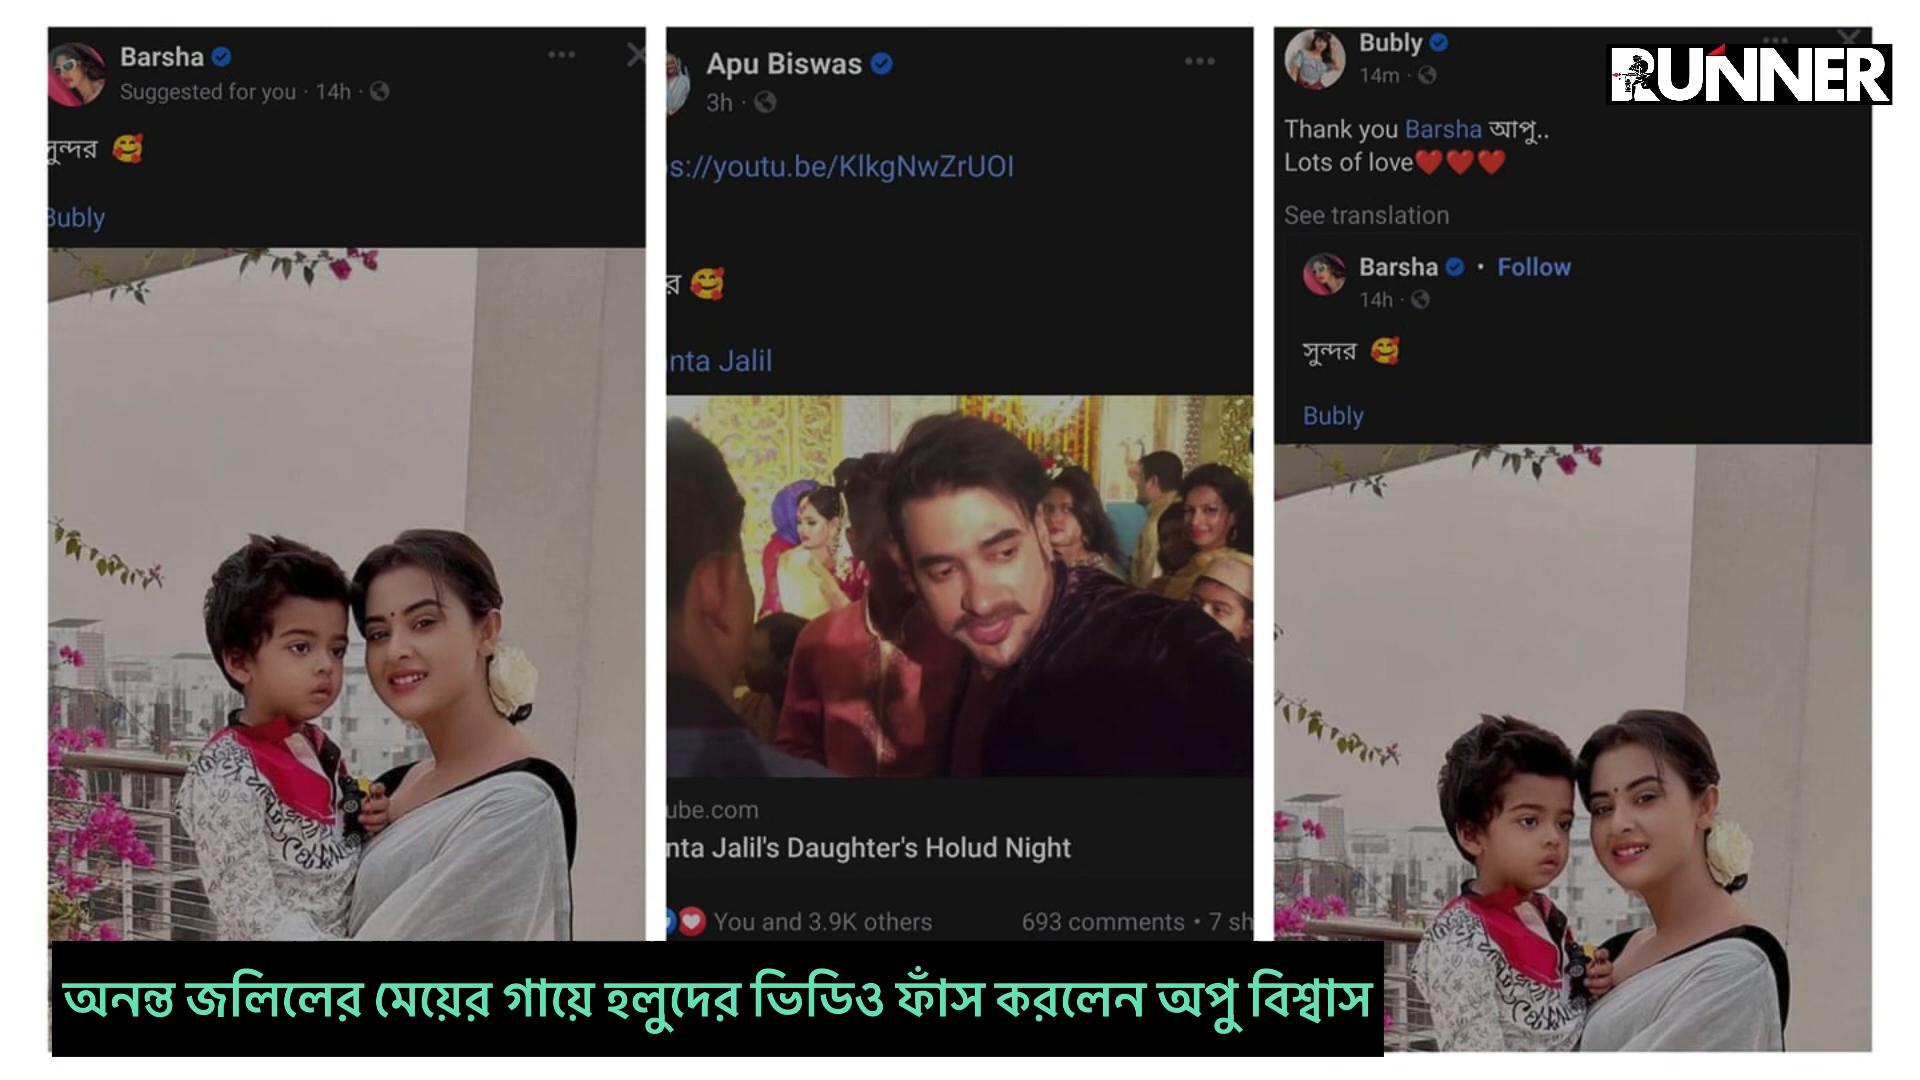 Barsha
Suggested for you · 14h ·
সুন্দর 🥰
Bubly
Apu Biswas
3h ·
ps://youtu.be/KlkgNwZrUOI
র 🥰
anta Jalil
ube.com
nta Jalil's Daughter's Holud Night
You and 3.9K others
693 comments • 7 sh
Bubly
14m ·
Thank you Barsha আপু..
Lots of love❤️❤️❤️
See translation
Barsha • Follow
14h ·
সুন্দর 🥰
Bubly
RUNNER
অনন্ত জলিলের মেয়ের গায়ে হলুদের ভিডিও ফাঁস করলেন অপু বিশ্বাস